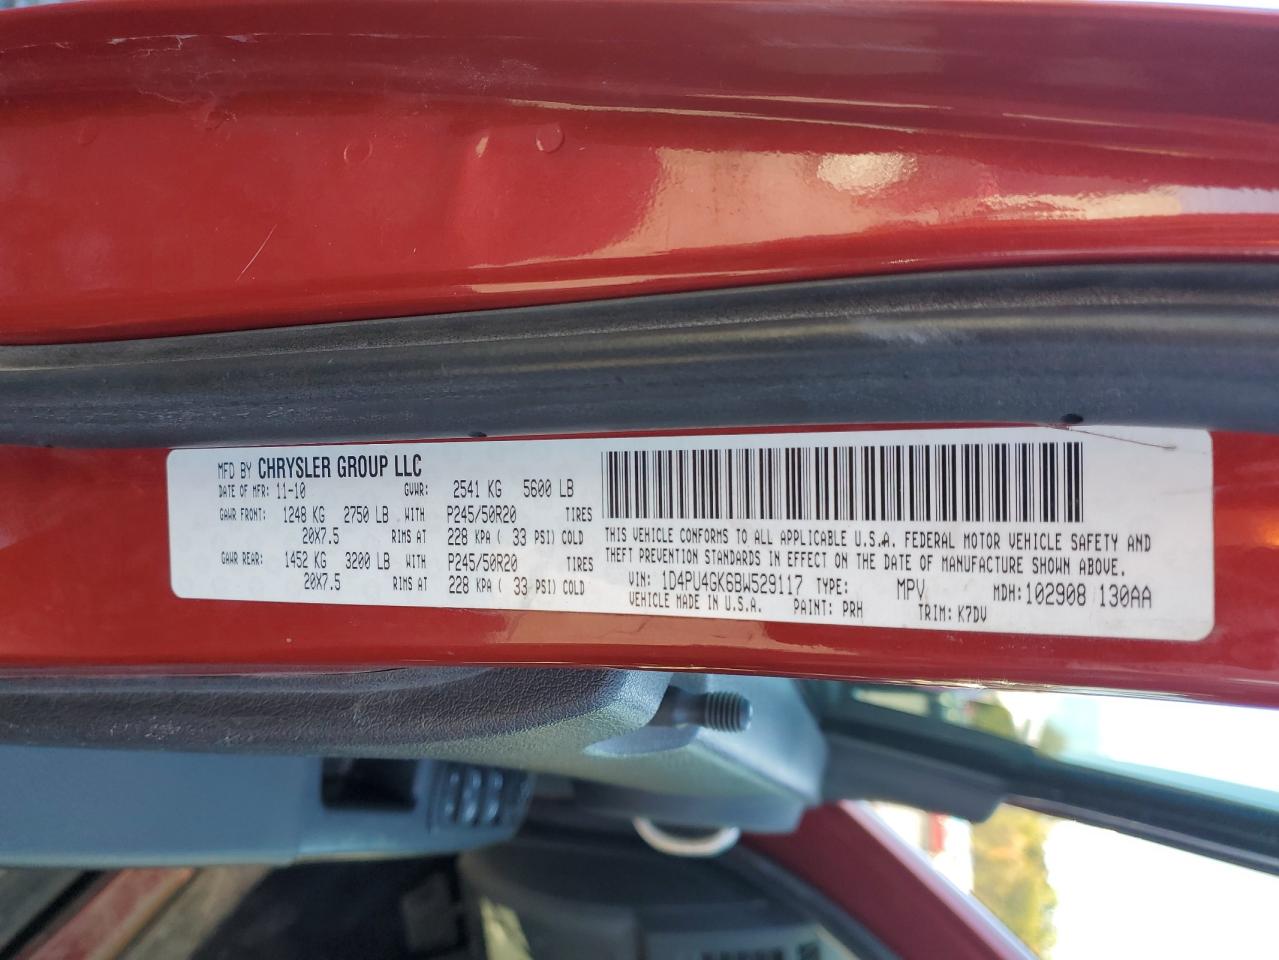 MFD BY CHRYSLER GROUP LLC
DATE OF MFR: 11-10 GVWR: 2541 KG 5600 LB
GAWR FRONT: 1248 KG 2750 LB WITH P245/50R20 TIRES
20X7.5 RIMS AT 228 KPA ( 33 PSI) COLD
GAWR REAR: 1452 KG 3200 LB WITH P245/50R20 TIRES
20X7.5 RIMS AT 228 KPA ( 33 PSI) COLD
THIS VEHICLE CONFORMS TO ALL APPLICABLE U.S.A. FEDERAL MOTOR VEHICLE SAFETY AND
THEFT PREVENTION STANDARDS IN EFFECT ON THE DATE OF MANUFACTURE SHOWN ABOVE.
VIN: 1D4PU4GK6BW529117 TYPE: MPV MDH: 102908 130AA
VEHICLE MADE IN U.S.A. PAINT: PRH TRIM: K7DV